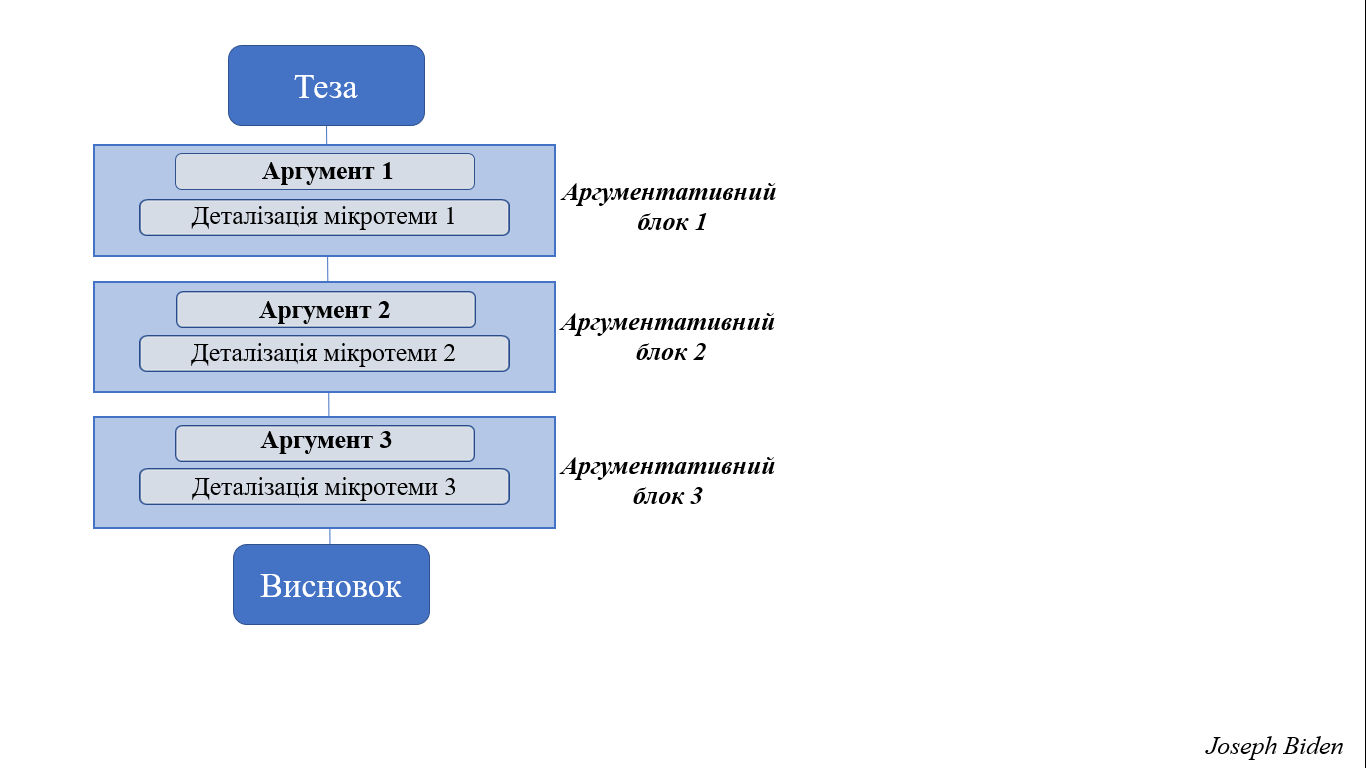 Теза
Аргумент 1
Деталізація мікротеми 1
Аргументативний
блок 1
Аргумент 2
Деталізація мікротеми 2
Аргументативний
блок 2
Аргумент 3
Деталізація мікротеми 3
Аргументативний
блок 3
Висновок
Joseph Biden